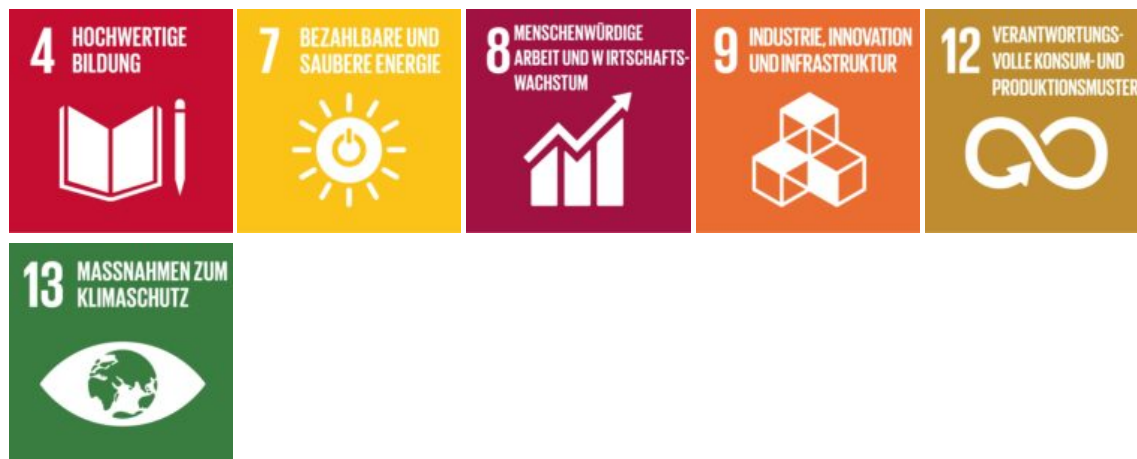 4 HOCHWERTIGE
BILDUNG
7 BEZAHLBARE UND
SAUBERE ENERGIE
8 MENSCHENWÜRDIGE
ARBEIT UND W IRTSCHAFTS-
WACHSTUM
9 INDUSTRIE, INNOVATION
UND INFRASTRUKTUR
12 VERANTWORTUNGS-
VOLLE KONSUM- UND
PRODUKTIONSMUSTER
13 MASSNAHMEN ZUM
KLIMASCHUTZ